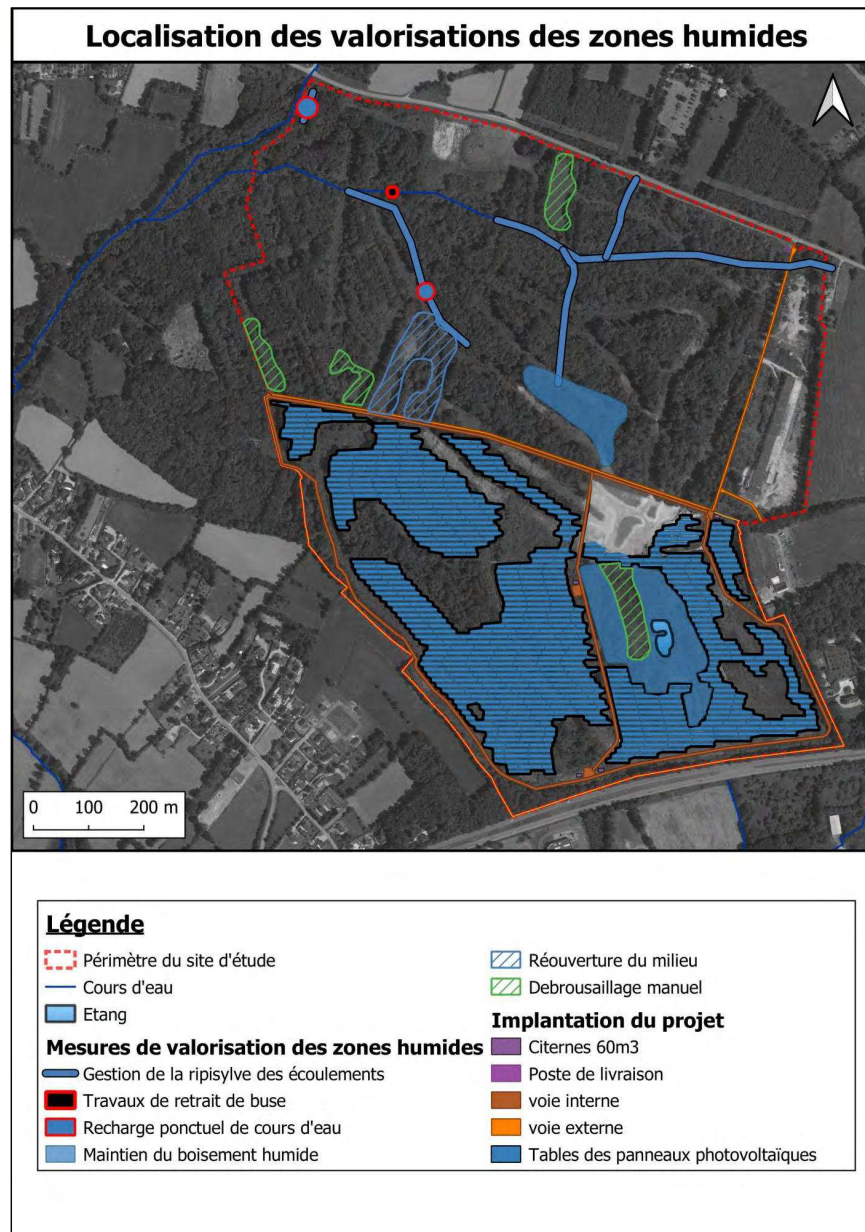 Localisation des valorisations des zones humides
0 100 200 m
Légende
Périmètre du site d'étude
Cours d'eau
Etang
Mesures de valorisation des zones humides
Gestion de la ripisylve des écoulements
Travaux de retrait de buse
Recharge ponctuel de cours d'eau
Maintien du boisement humide
Réouverture du milieu
Debrousaillage manuel
Implantation du projet
Citernes 60m3
Poste de livraison
voie interne
voie externe
Tables des panneaux photovoltaïques